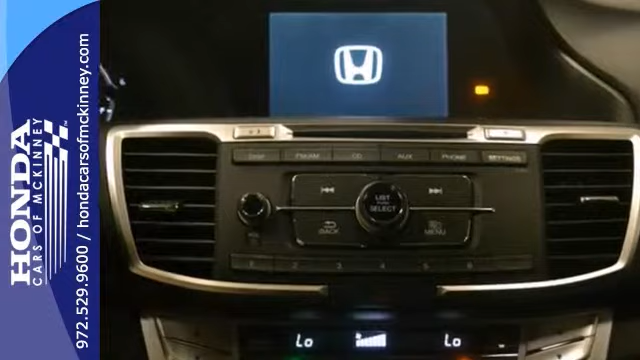 HONDA
CARS OF MCKINNEY
972.529.9600 / hondacarsofmckinney.com
DISP FM/AM CD AUX PHONE SETTINGS
LIST
SELECT
BACK
MENU
1 2 3 4 5 6
Lo Lo